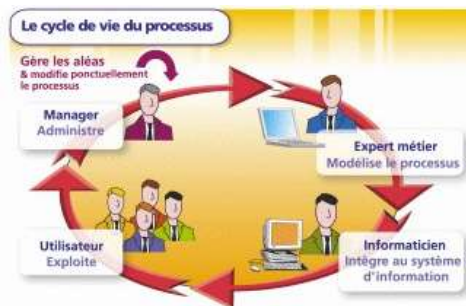 Le cycle de vie du processus
Gère les aléas
& modifie ponctuellement
le processus
Manager
Administre
Expert métier
Modélise le processus
Utilisateur
Exploite
Informaticien
Intègre au système
d'information